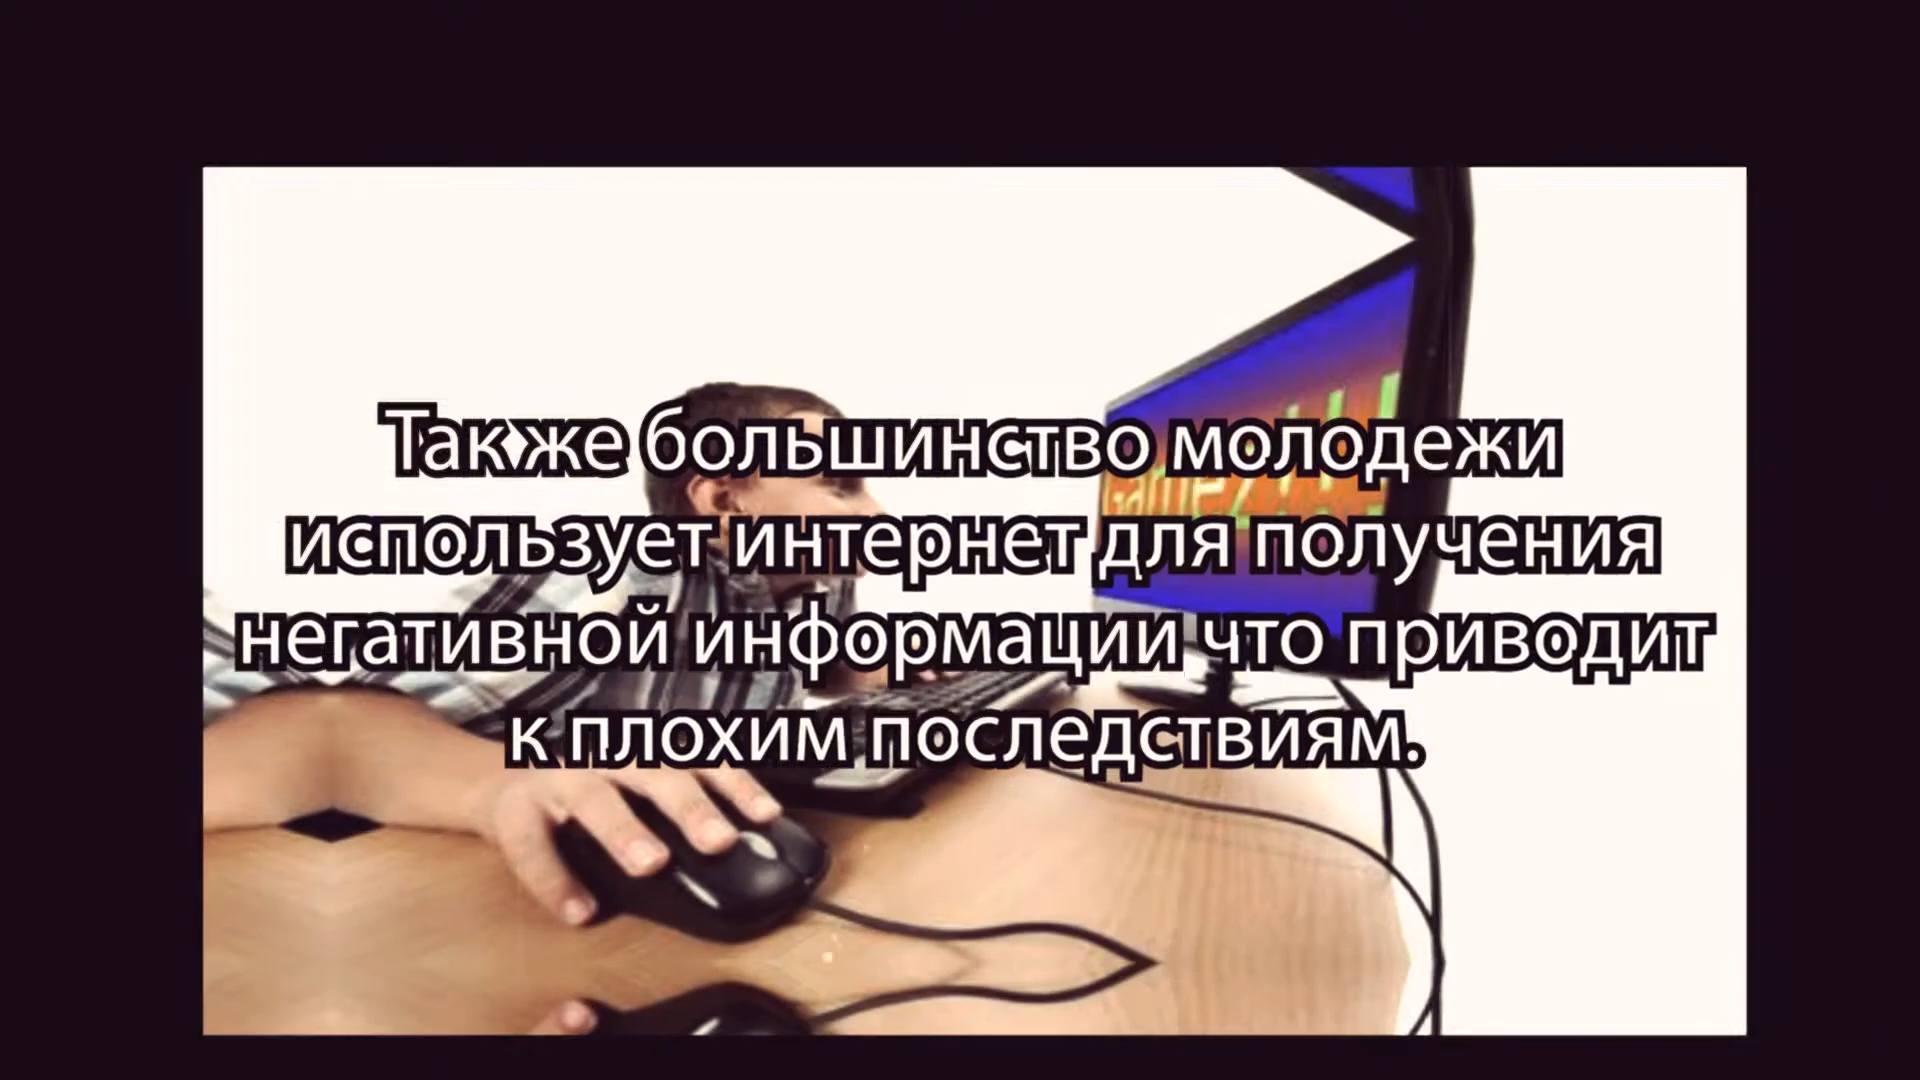 Также большинство молодежи
использует интернет для получения
негативной информации что приводит
к плохим последствиям.